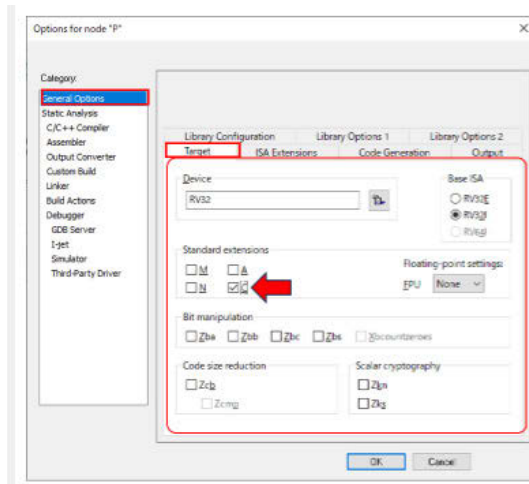 Options for node "P"
Category:
General Options
Static Analysis
C/C++ Compiler
Assembler
Output Converter
Custom Build
Linker
Build Actions
Debugger
GDB Server
I-jet
Simulator
Third-Party Driver
Library Configuration Library Options 1 Library Options 2
Target ISA Extensions Code Generation Output
Device
RV32
Base ISA
RV32E
RV32I
RV64I
Standard extensions
M A
N C
Floating-point settings:
FPU None
Bit manipulation
Zba Zbb Zbc Zbs Xbcountzeroes
Code size reduction
Zcb
Zcmp
Scalar cryptography
Zkn
Zks
OK Cancel